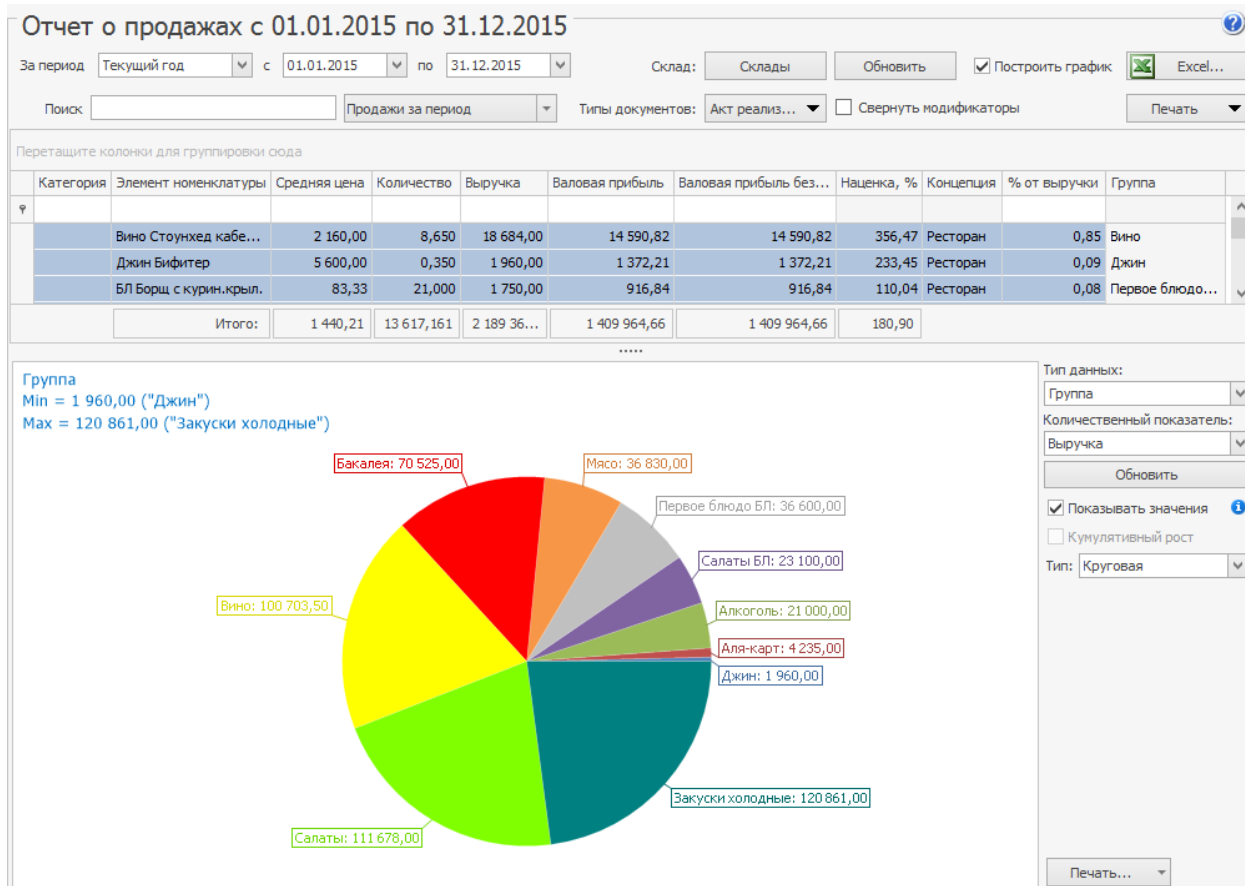 Отчет о продажах с 01.01.2015 по 31.12.2015
За период Текущий год с 01.01.2015 по 31.12.2015 Склад: Склады Обновить Построить график Excel...
Поиск Продажи за период Типы документов: Акт реализ... Свернуть модификаторы Печать
Перетащите колонки для группировки сюда
Категория Элемент номенклатуры Средняя цена Количество Выручка Валовая прибыль Валовая прибыль без... Наценка, % Концепция % от выручки Группа
Вино Стоунхед кабе... 2 160,00 8,650 18 684,00 14 590,82 14 590,82 356,47 Ресторан 0,85 Вино
Джин Бифитер 5 600,00 0,350 1 960,00 1 372,21 1 372,21 233,45 Ресторан 0,09 Джин
БЛ Борщ с курин.крыл. 83,33 21,000 1 750,00 916,84 916,84 110,04 Ресторан 0,08 Первое блюдо...
Итого: 1 440,21 13 617,161 2 189 36... 1 409 964,66 1 409 964,66 180,90
Группа
Min = 1 960,00 ("Джин")
Max = 120 861,00 ("Закуски холодные")
Бакалея: 70 525,00
Мясо: 36 830,00
Первое блюдо БЛ: 36 600,00
Салаты БЛ: 23 100,00
Вино: 100 703,50
Алкоголь: 21 000,00
Аля-карт: 4 235,00
Джин: 1 960,00
Закуски холодные: 120 861,00
Салаты: 111 678,00
Тип данных:
Группа
Количественный показатель:
Выручка
Обновить
Показывать значения
Кумулятивный рост
Тип: Круговая
Печать...